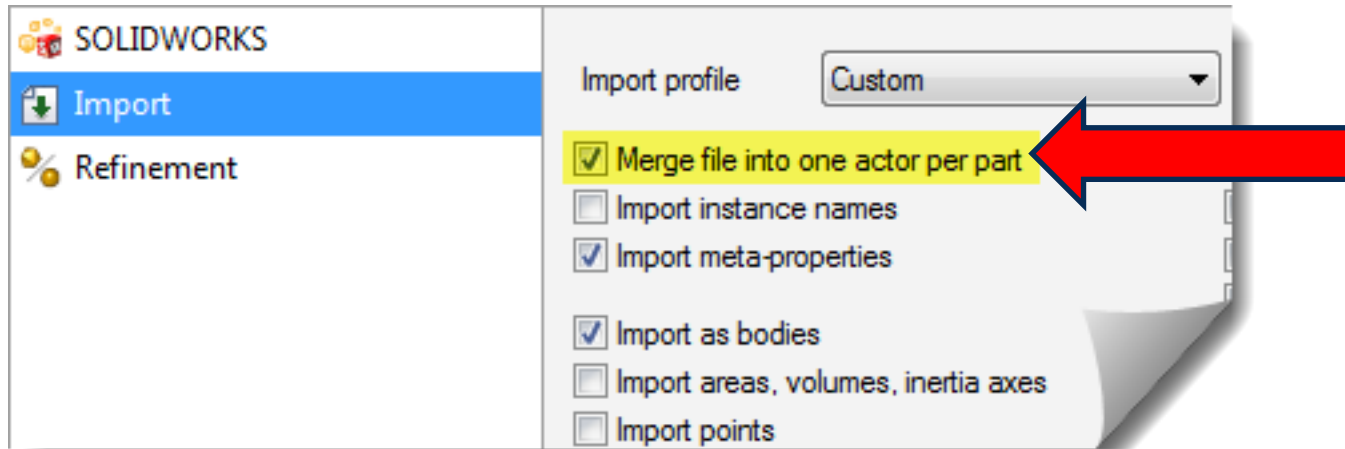 SOLIDWORKS
Import
Refinement
Import profile Custom
Merge file into one actor per part
Import instance names
Import meta-properties
Import as bodies
Import areas, volumes, inertia axes
Import points